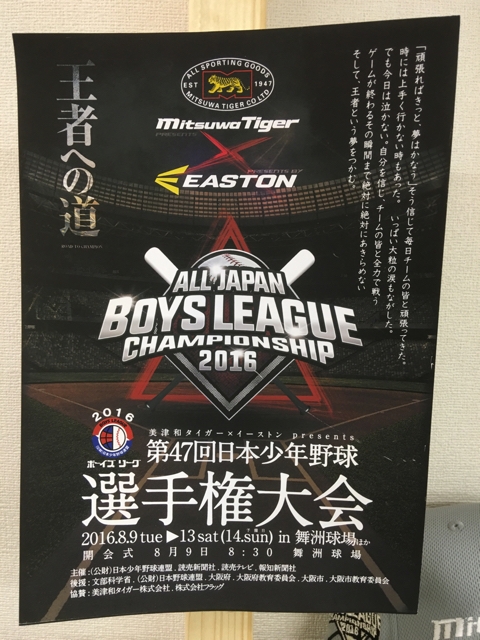 「頑張ればきっと、夢はかなう」そう信じて毎日チームの皆と頑張ってきた。
時には上手く行かない時もあった。いっぱい大粒の涙もながした。
でも今日は泣かない。自分を信じ、チームの皆と全力で戦う
ゲームが終わるその瞬間まで絶対に絶対にあきらめない
そして、王者という夢をつかむ。
王者への道
ALL SPORTING GOODS
EST 1947
MITSUWA TIGER CO LTD
mitsuwa Tiger
PRESENTED BY
EASTON
ALL JAPAN
BOYS LEAGUE
CHAMPIONSHIP
2016
2016
ボーイズリーグ
美津和タイガー×イーストン presents
第47回日本少年野球
選手権大会
2016.8.9 tue▶13 sat (14.sun) in 舞洲球場ほか
開会式 8月9日 8:30 舞洲球場
主催:(公財)日本少年野球連盟、読売新聞社、読売テレビ、報知新聞社
後援:文部科学省、(公財)日本野球連盟、大阪府、大阪府教育委員会、大阪市、大阪市教育委員会
協賛:美津和タイガー株式会社、株式会社フラッグ
2016